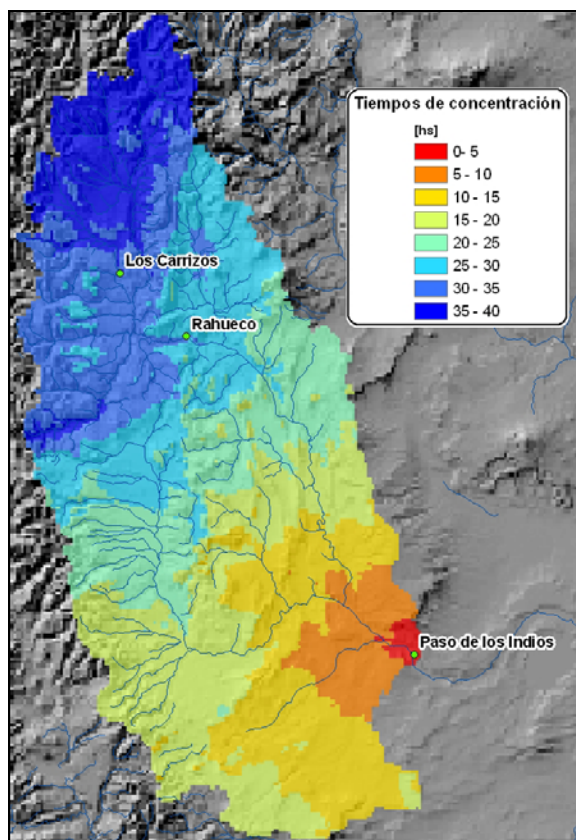 Tiempos de concentración
[hs]
0- 5
5 - 10
10 - 15
15 - 20
20 - 25
25 - 30
30 - 35
35 - 40
Los Carrizos
Rahueco
Paso de los Indios